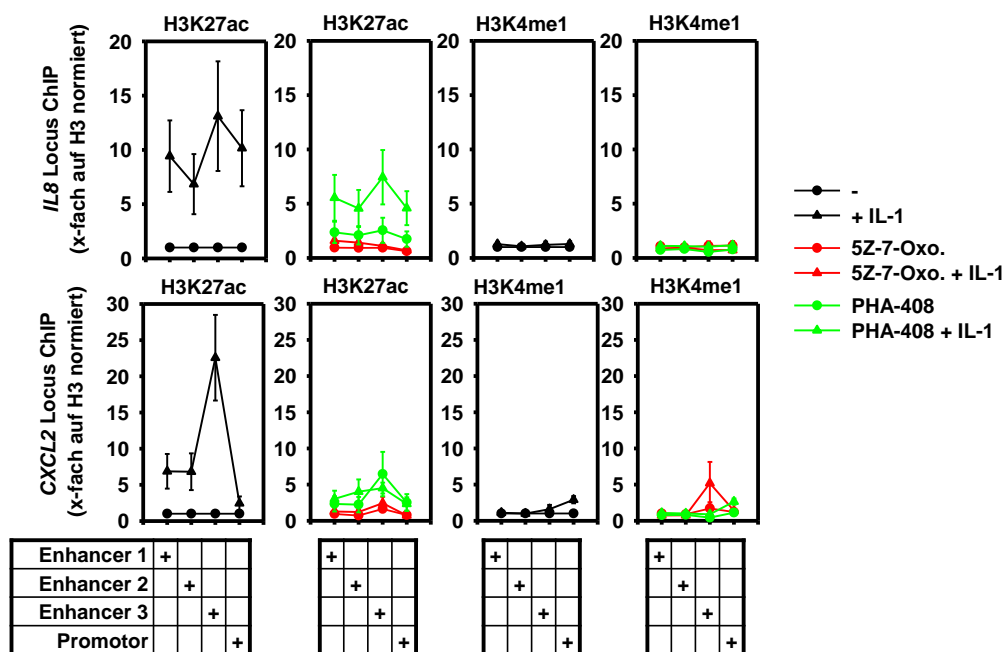 H3K27ac H3K27ac H3K4me1 H3K4me1
IL8 Locus ChIP
(x-fach auf H3 normiert)
20 20 20 20
15 15 15 15
10 10 10 10
5 5 5 5
0 0 0 0
-
+ IL-1
5Z-7-Oxo.
5Z-7-Oxo. + IL-1
PHA-408
PHA-408 + IL-1
H3K27ac H3K27ac H3K4me1 H3K4me1
CXCL2 Locus ChIP
(x-fach auf H3 normiert)
30 30 30 30
25 25 25 25
20 20 20 20
15 15 15 15
10 10 10 10
5 5 5 5
0 0 0 0
Enhancer 1 + + + +
Enhancer 2 + + + +
Enhancer 3 + + + +
Promotor + + + +